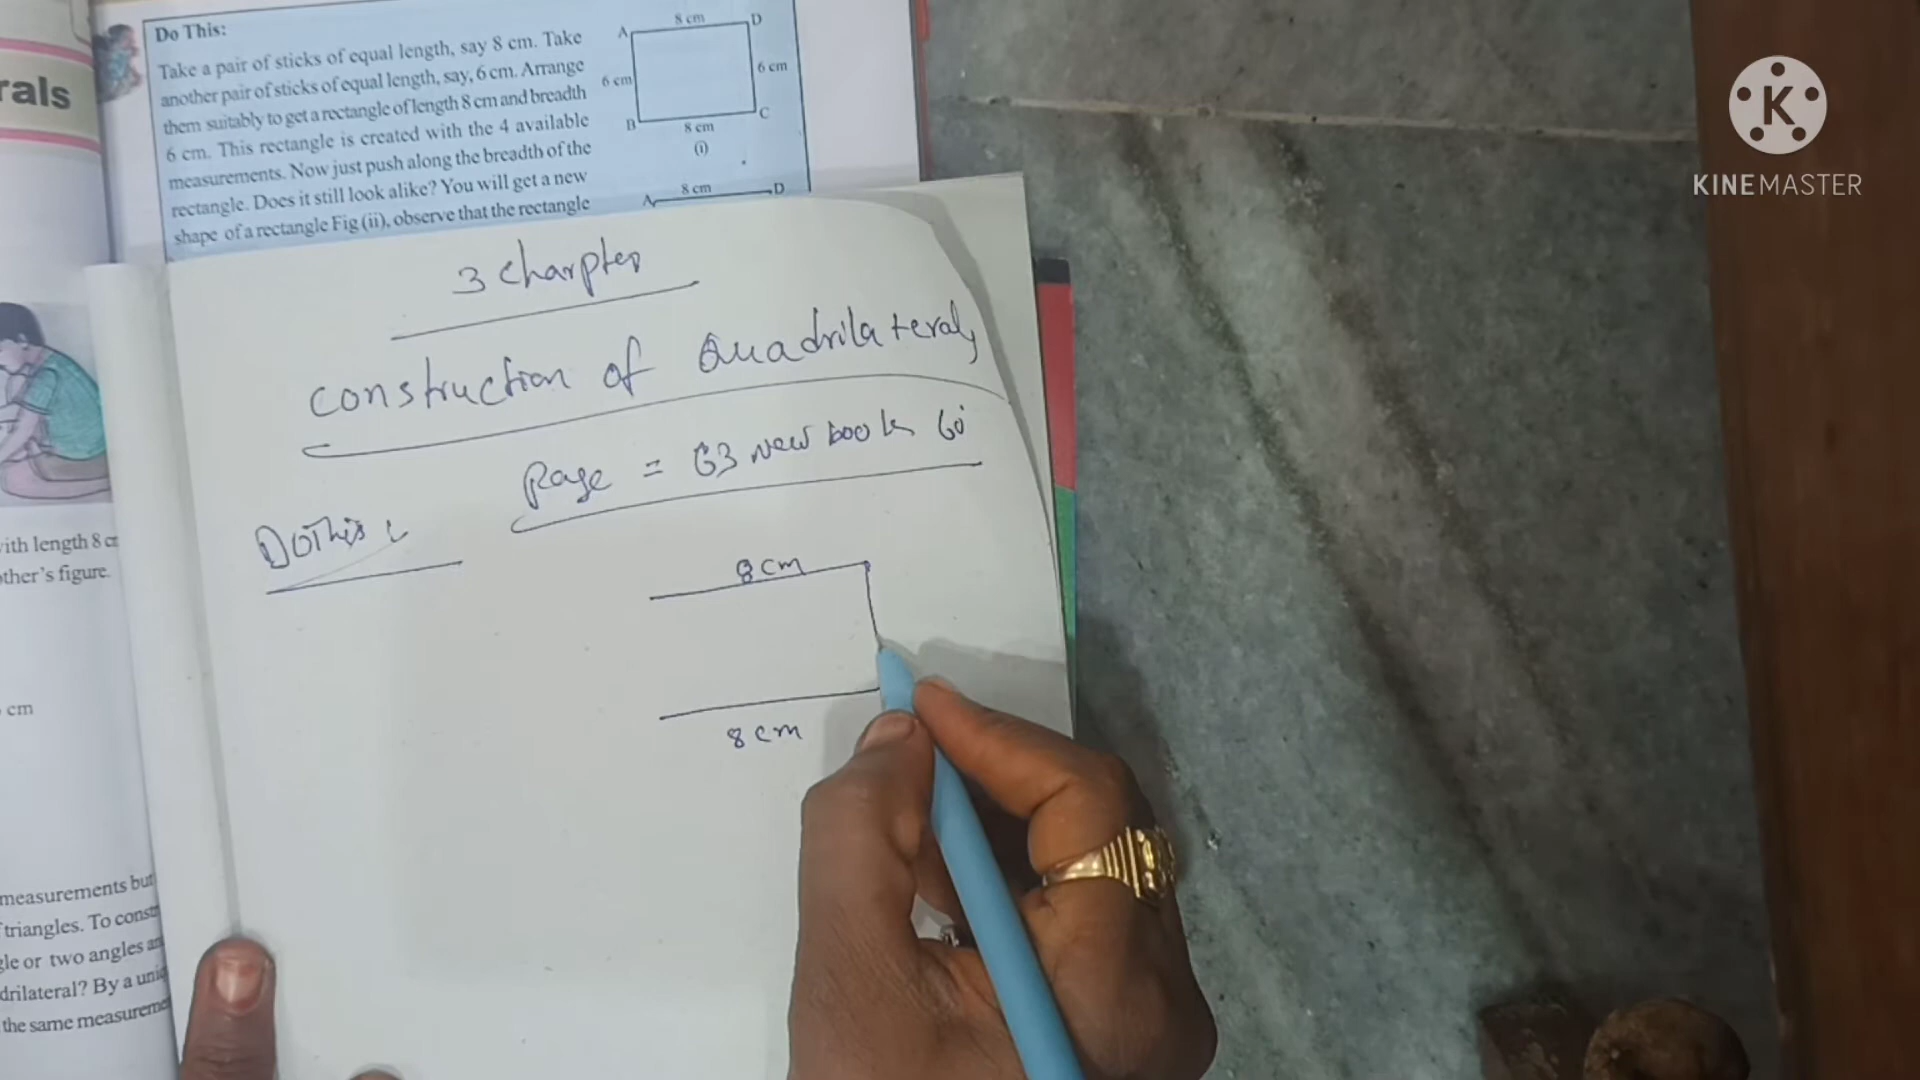 Do This:
Take a pair of sticks of equal length, say 8 cm. Take
another pair of sticks of equal length, say, 6 cm. Arrange
them suitably to get a rectangle of length 8 cm and breadth
6 cm. This rectangle is created with the 4 available
measurements. Now just push along the breadth of the
rectangle. Does it still look alike? You will get a new
shape of a rectangle Fig (ii), observe that the rectangle
A 8 cm D
6 cm 6 cm
B 8 cm C
(i)
A 8 cm D
rals
with length 8 c
other's figure.
cm
measurements but
triangles. To const
gle or two angles an
drilateral? By a uni
the same measureme
3 charpter
construction of Quadrilaterals
Page = 63 new book 60
Do This :
8 cm
8 cm
K
KINEMASTER